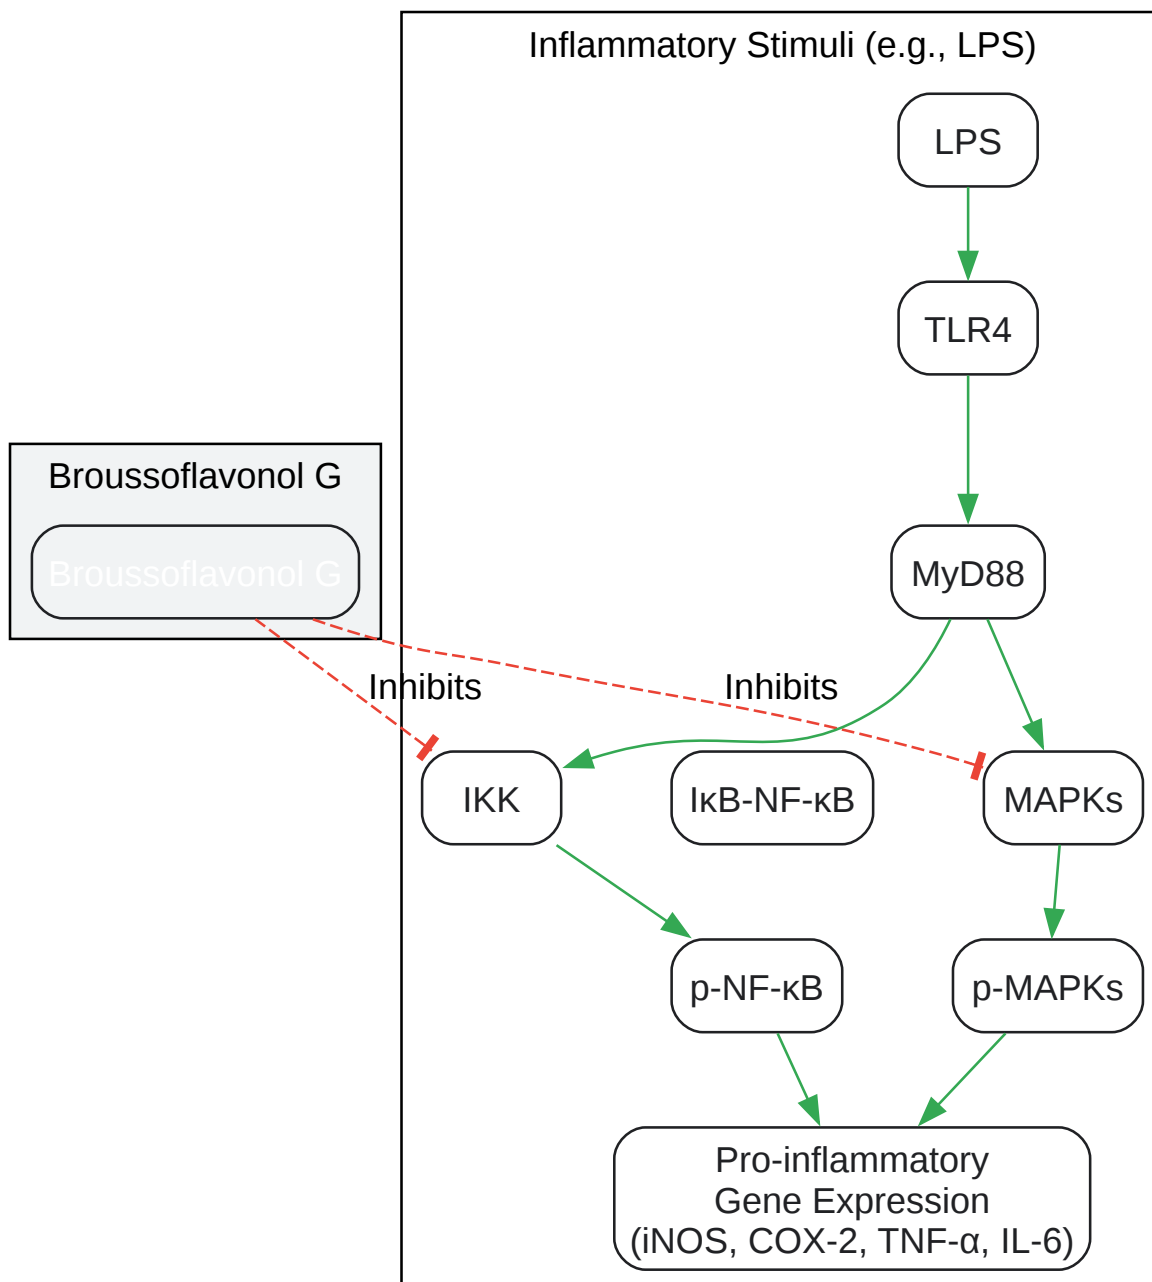 Inflammatory Stimuli (e.g., LPS)
LPS
TLR4
Broussoflavonol G
Broussoflavonol G
MyD88
Inhibits
Inhibits
IKK
IκB-NF-κB
MAPKs
p-NF-κB
p-MAPKs
Pro-inflammatory
Gene Expression
(iNOS, COX-2, TNF-α, IL-6)